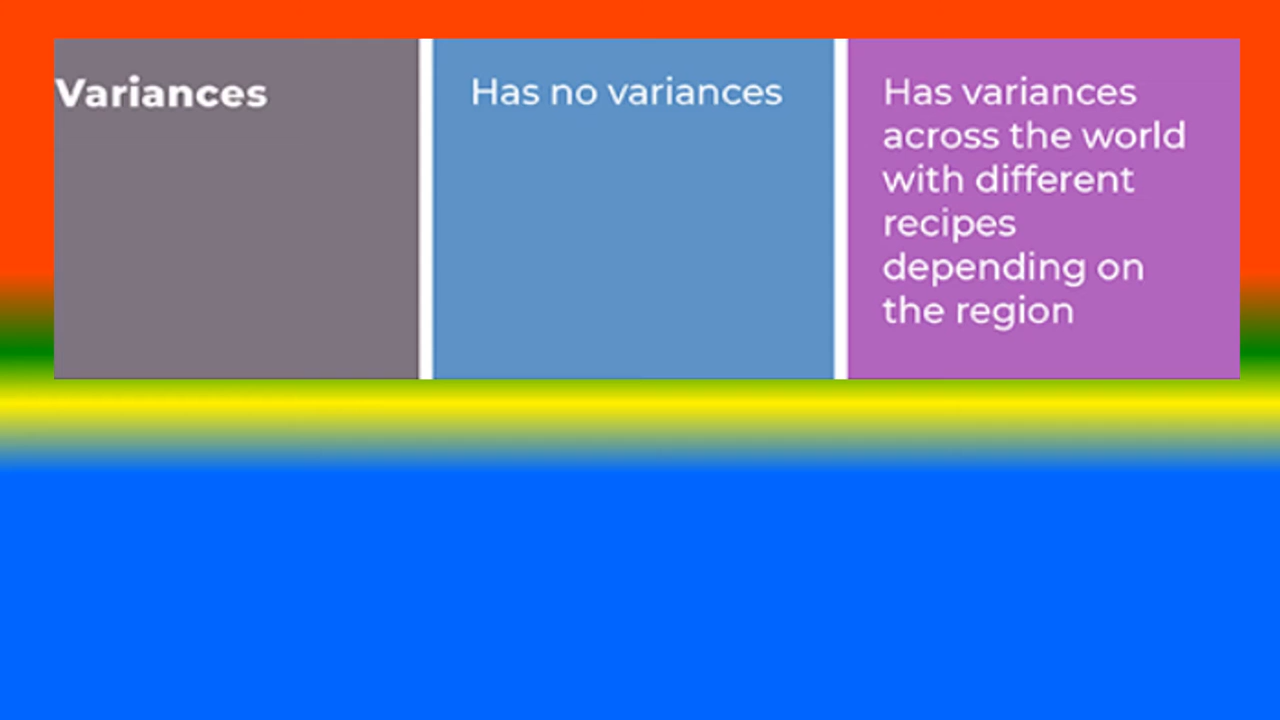 Variances
Has no variances
Has variances
across the world
with different
recipes
depending on
the region